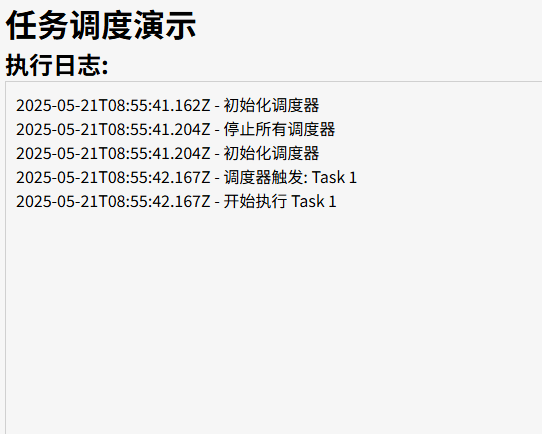 任务调度演示
执行日志:
2025-05-21T08:55:41.162Z - 初始化调度器
2025-05-21T08:55:41.204Z - 停止所有调度器
2025-05-21T08:55:41.204Z - 初始化调度器
2025-05-21T08:55:42.167Z - 调度器触发: Task 1
2025-05-21T08:55:42.167Z - 开始执行 Task 1